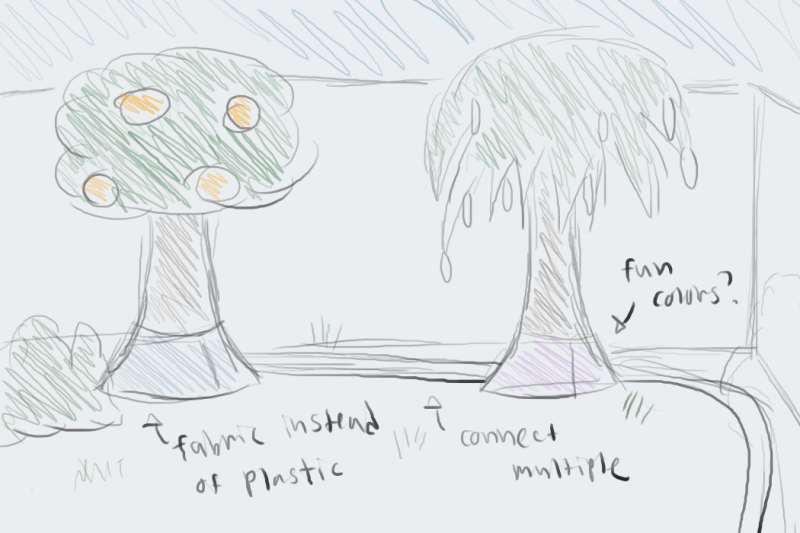 fun
colors?
fabric instead
of plastic
connect
multiple